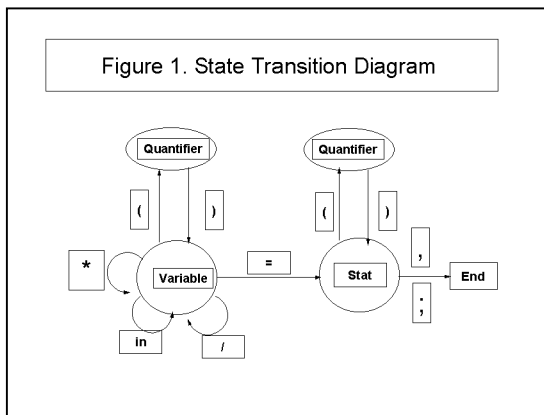 Figure 1. State Transition Diagram
Quantifier
Quantifier
(
)
(
)
*
Variable
=
Stat
,
;
End
in
/